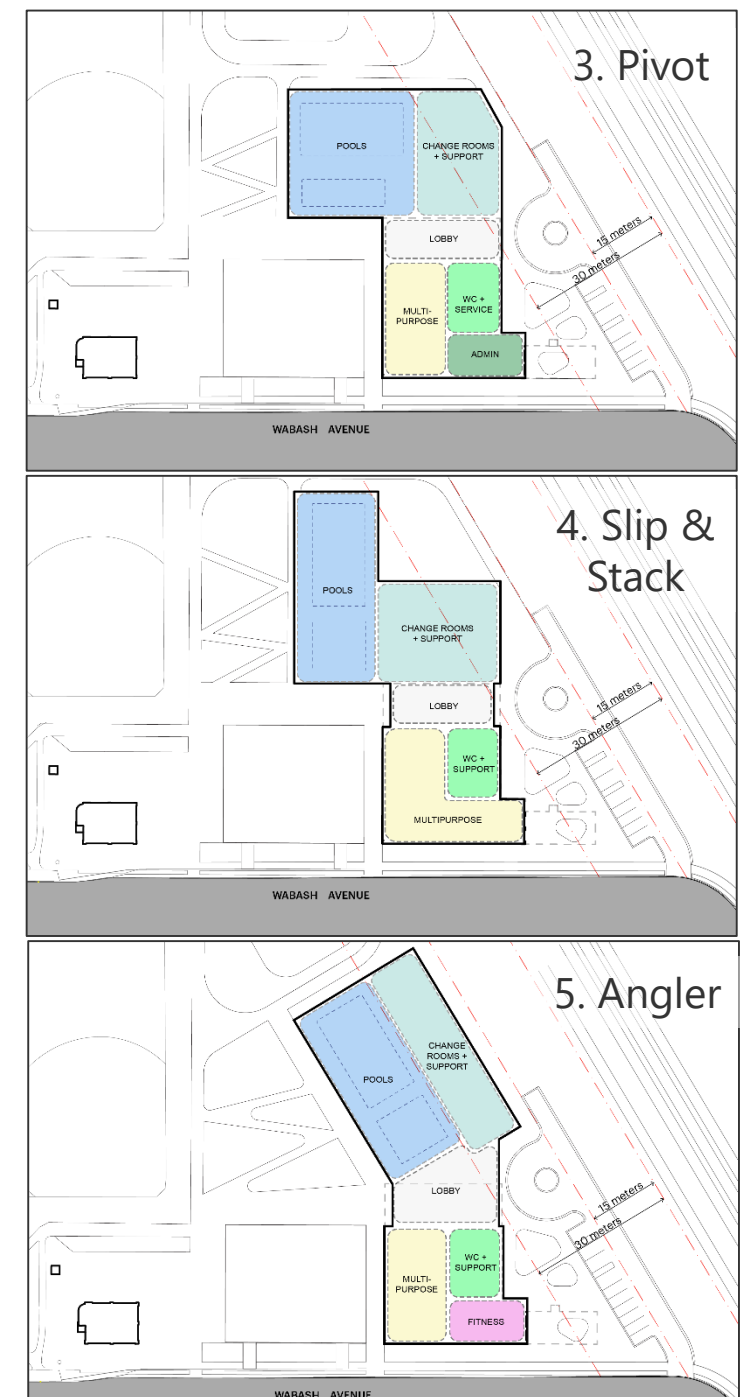 3. Pivot
POOLS
CHANGE ROOMS
+ SUPPORT
LOBBY
15 meters
30 meters
MULTI-
PURPOSE
WC +
SERVICE
ADMIN
WABASH AVENUE
4. Slip &
Stack
POOLS
CHANGE ROOMS
+ SUPPORT
LOBBY
15 meters
30 meters
WC +
SUPPORT
MULTIPURPOSE
WABASH AVENUE
5. Angler
CHANGE
ROOMS +
SUPPORT
POOLS
LOBBY
15 meters
30 meters
MULTI-
PURPOSE
WC +
SUPPORT
FITNESS
WABASH AVENUE